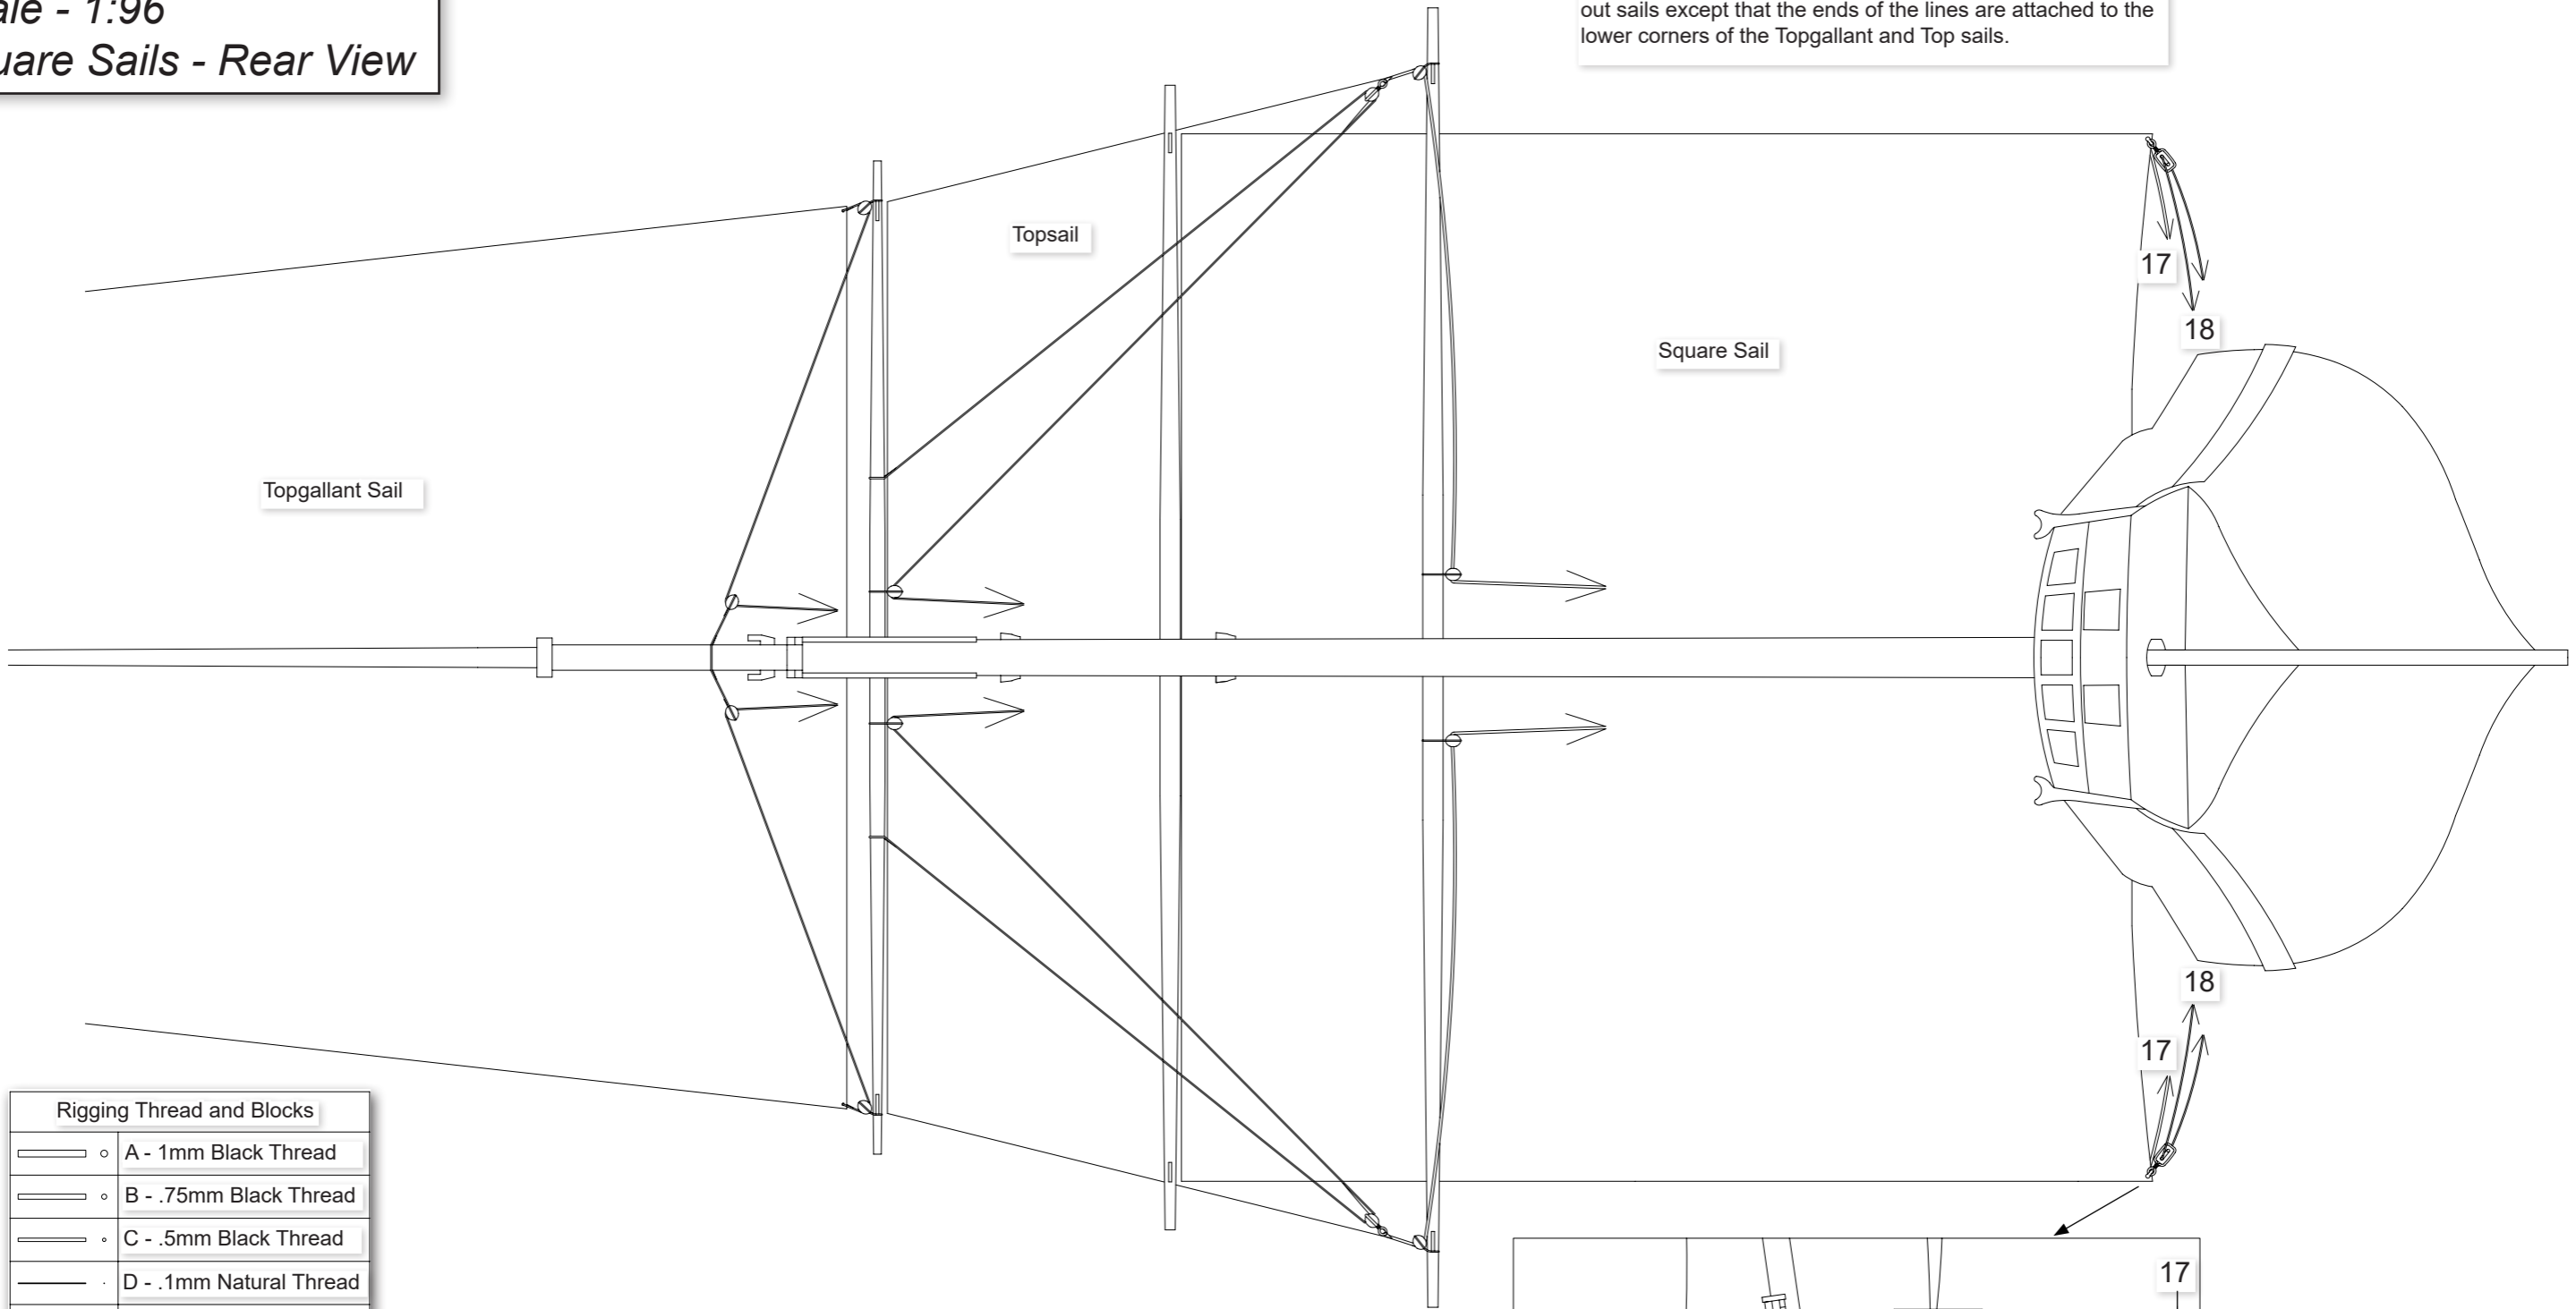 ale - 1:96
uare Sails - Rear View
out sails except that the ends of the lines are attached to the
lower corners of the Topgallant and Top sails.
Topsail
17
18
Square Sail
Topgallant Sail
18
17
Rigging Thread and Blocks
A - 1mm Black Thread
B - .75mm Black Thread
C - .5mm Black Thread
D - .1mm Natural Thread
17